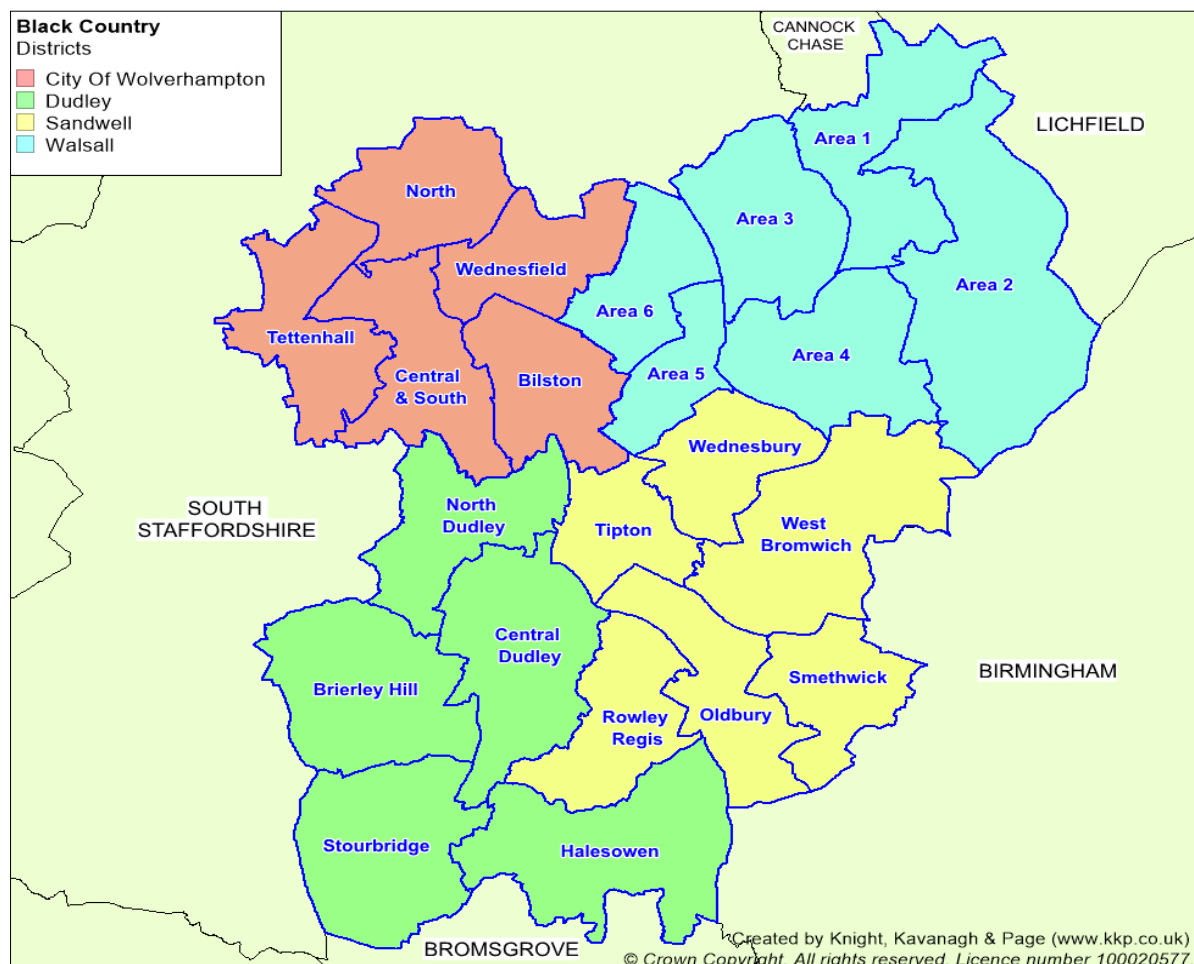 Black Country
Districts
City Of Wolverhampton
Dudley
Sandwell
Walsall
CANNOCK
CHASE
LICHFIELD
Area 1
North
Area 3
Wednesfield
Area 2
Area 6
Tettenhall
Area 4
Central
& South
Bilston
Area 5
Wednesbury
SOUTH
STAFFORDSHIRE
North
Dudley
Tipton
West
Bromwich
Central
Dudley
BIRMINGHAM
Smethwick
Brierley Hill
Rowley
Regis
Oldbury
Stourbridge
Halesowen
BROMSGROVE
Created by Knight, Kavanagh & Page (www.kkp.co.uk)
© Crown Copyright. All rights reserved. Licence number 100020577